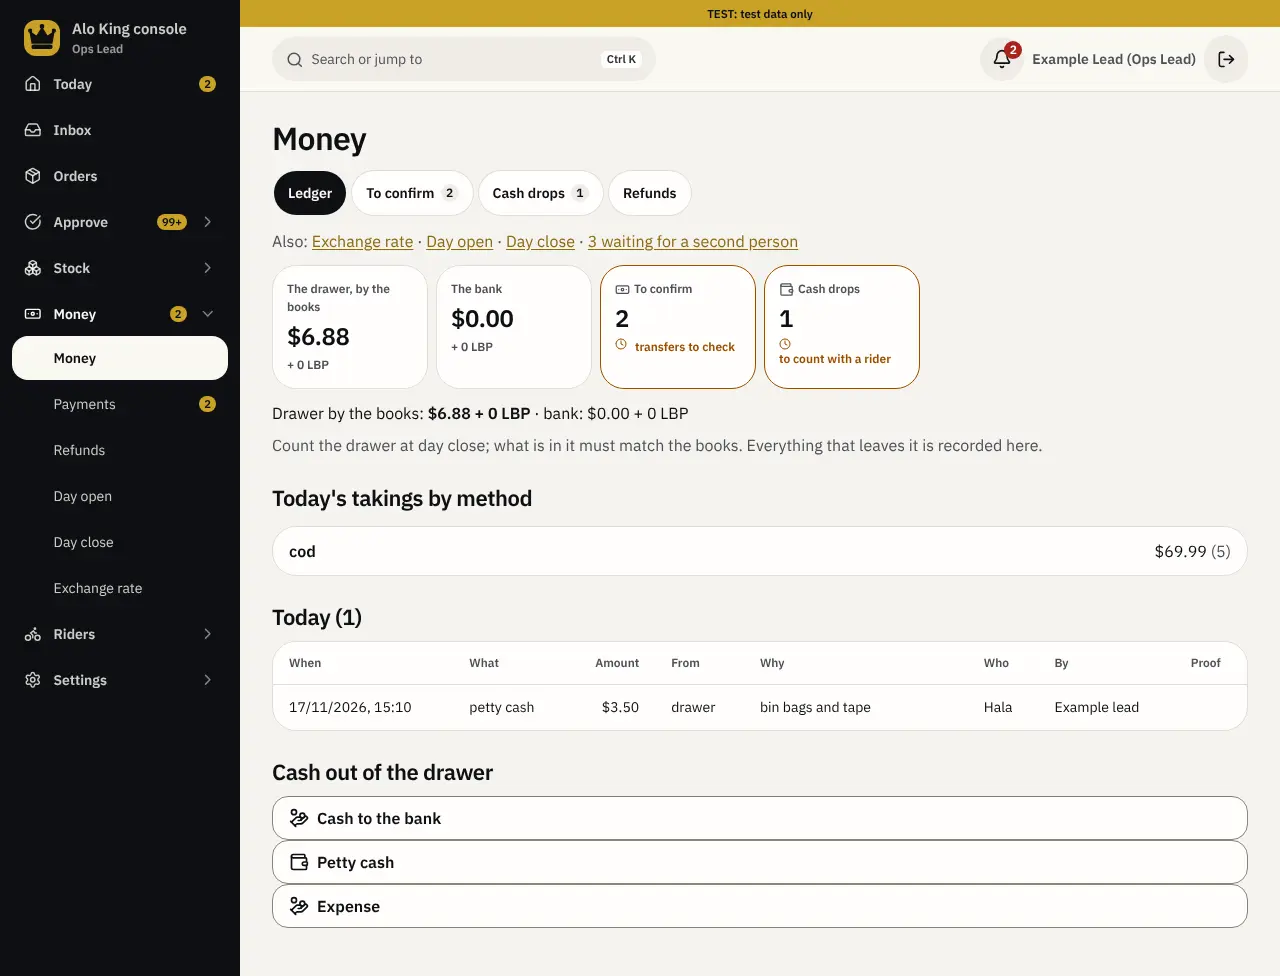 TEST: test data only
Alo King console
Ops Lead
Today 2
Inbox
Orders
Approve 99+
Stock
Money 2
Money
Payments 2
Refunds
Day open
Day close
Exchange rate
Riders
Settings
Search or jump to Ctrl K
2
Example Lead (Ops Lead)
Money
Ledger To confirm 2 Cash drops 1 Refunds
Also: Exchange rate · Day open · Day close · 3 waiting for a second person
The drawer, by the
books
$6.88
+ 0 LBP
The bank
$0.00
+ 0 LBP
To confirm
2
transfers to check
Cash drops
1
to count with a rider
Drawer by the books: $6.88 + 0 LBP · bank: $0.00 + 0 LBP
Count the drawer at day close; what is in it must match the books. Everything that leaves it is recorded here.
Today's takings by method
cod $69.99 (5)
Today (1)
When What Amount From Why Who By Proof
17/11/2026, 15:10 petty cash $3.50 drawer bin bags and tape Hala Example lead
Cash out of the drawer
Cash to the bank
Petty cash
Expense